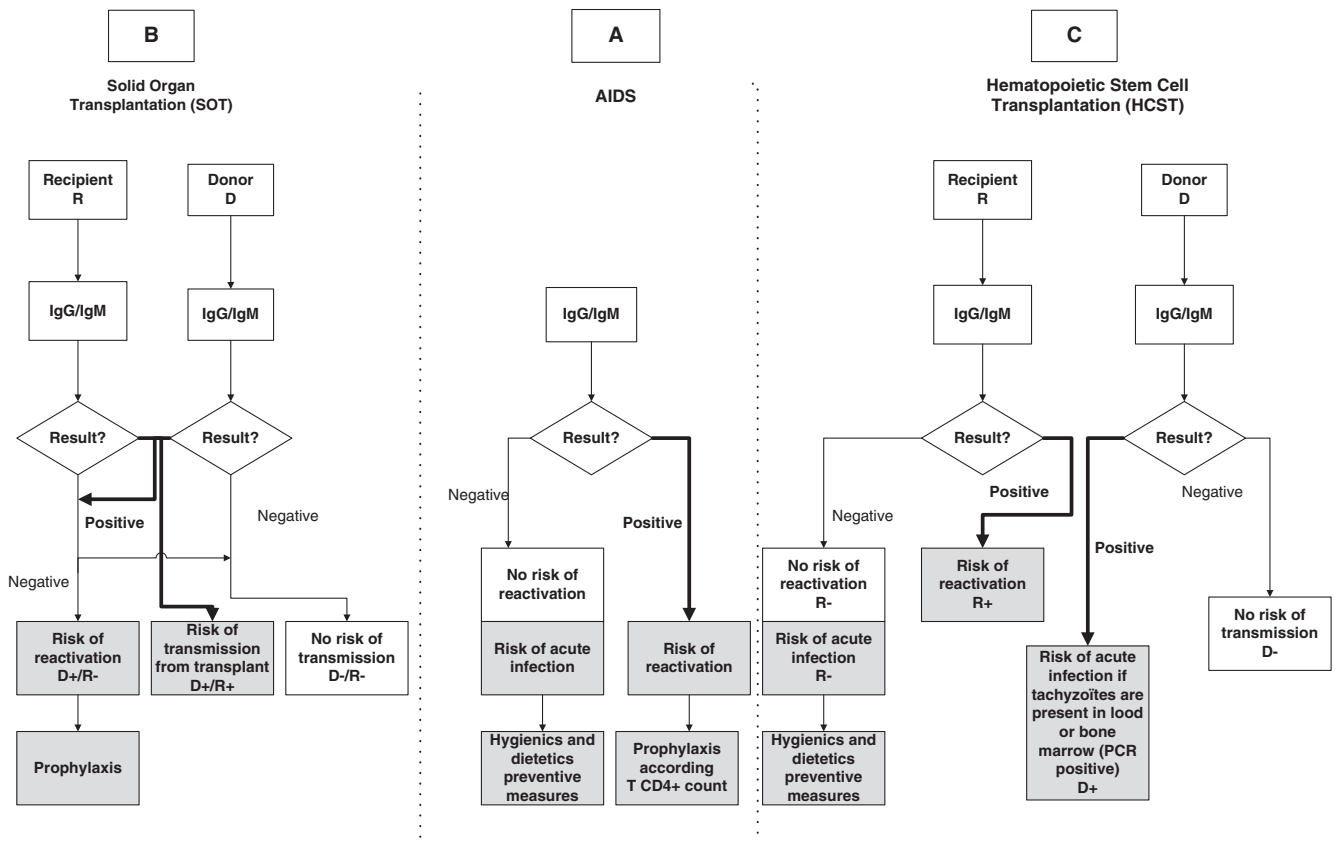 B
Solid Organ
Transplantation (SOT)
Recipient
R
Donor
D
IgG/IgM
IgG/IgM
Result?
Result?
Positive
Negative
Negative
Risk of
reactivation
D+/R-
Risk of
transmission
from transplant
D+/R+
No risk of
transmission
D-/R-
Prophylaxis
A
AIDS
IgG/IgM
Result?
Negative
Positive
No risk of
reactivation
Risk of acute
infection
Risk of
reactivation
Hygienics and
dietetics
preventive
measures
Prophylaxis
according
T CD4+ count
C
Hematopoietic Stem Cell
Transplantation (HCST)
Recipient
R
Donor
D
IgG/IgM
IgG/IgM
Result?
Result?
Negative
Positive
Positive
Negative
No risk of
reactivation
R-
Risk of acute
infection
R-
Hygienics and
dietetics
preventive
measures
Risk of
reactivation
R+
Risk of acute
infection if
tachyzoïtes are
present in lood
or bone
marrow (PCR
positive)
D+
No risk of
transmission
D-